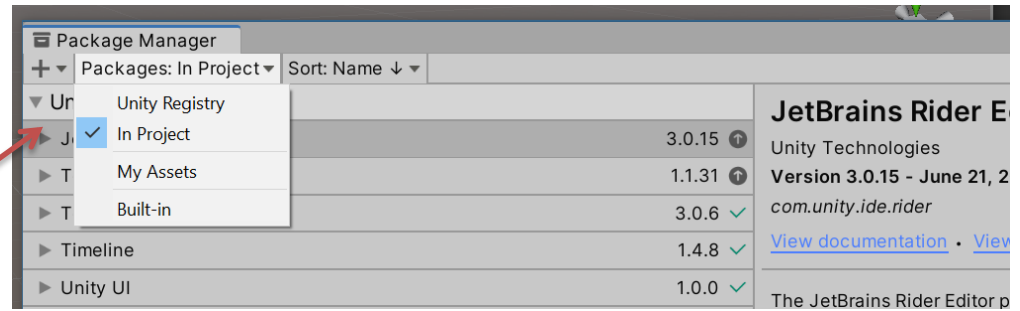 Package Manager
Packages: In Project Sort: Name ↓
Unity Registry
In Project
My Assets
Built-in
3.0.15
1.1.31
3.0.6
Timeline 1.4.8
Unity UI 1.0.0
JetBrains Rider E
Unity Technologies
Version 3.0.15 - June 21, 2
com.unity.ide.rider
View documentation • View
The JetBrains Rider Editor p